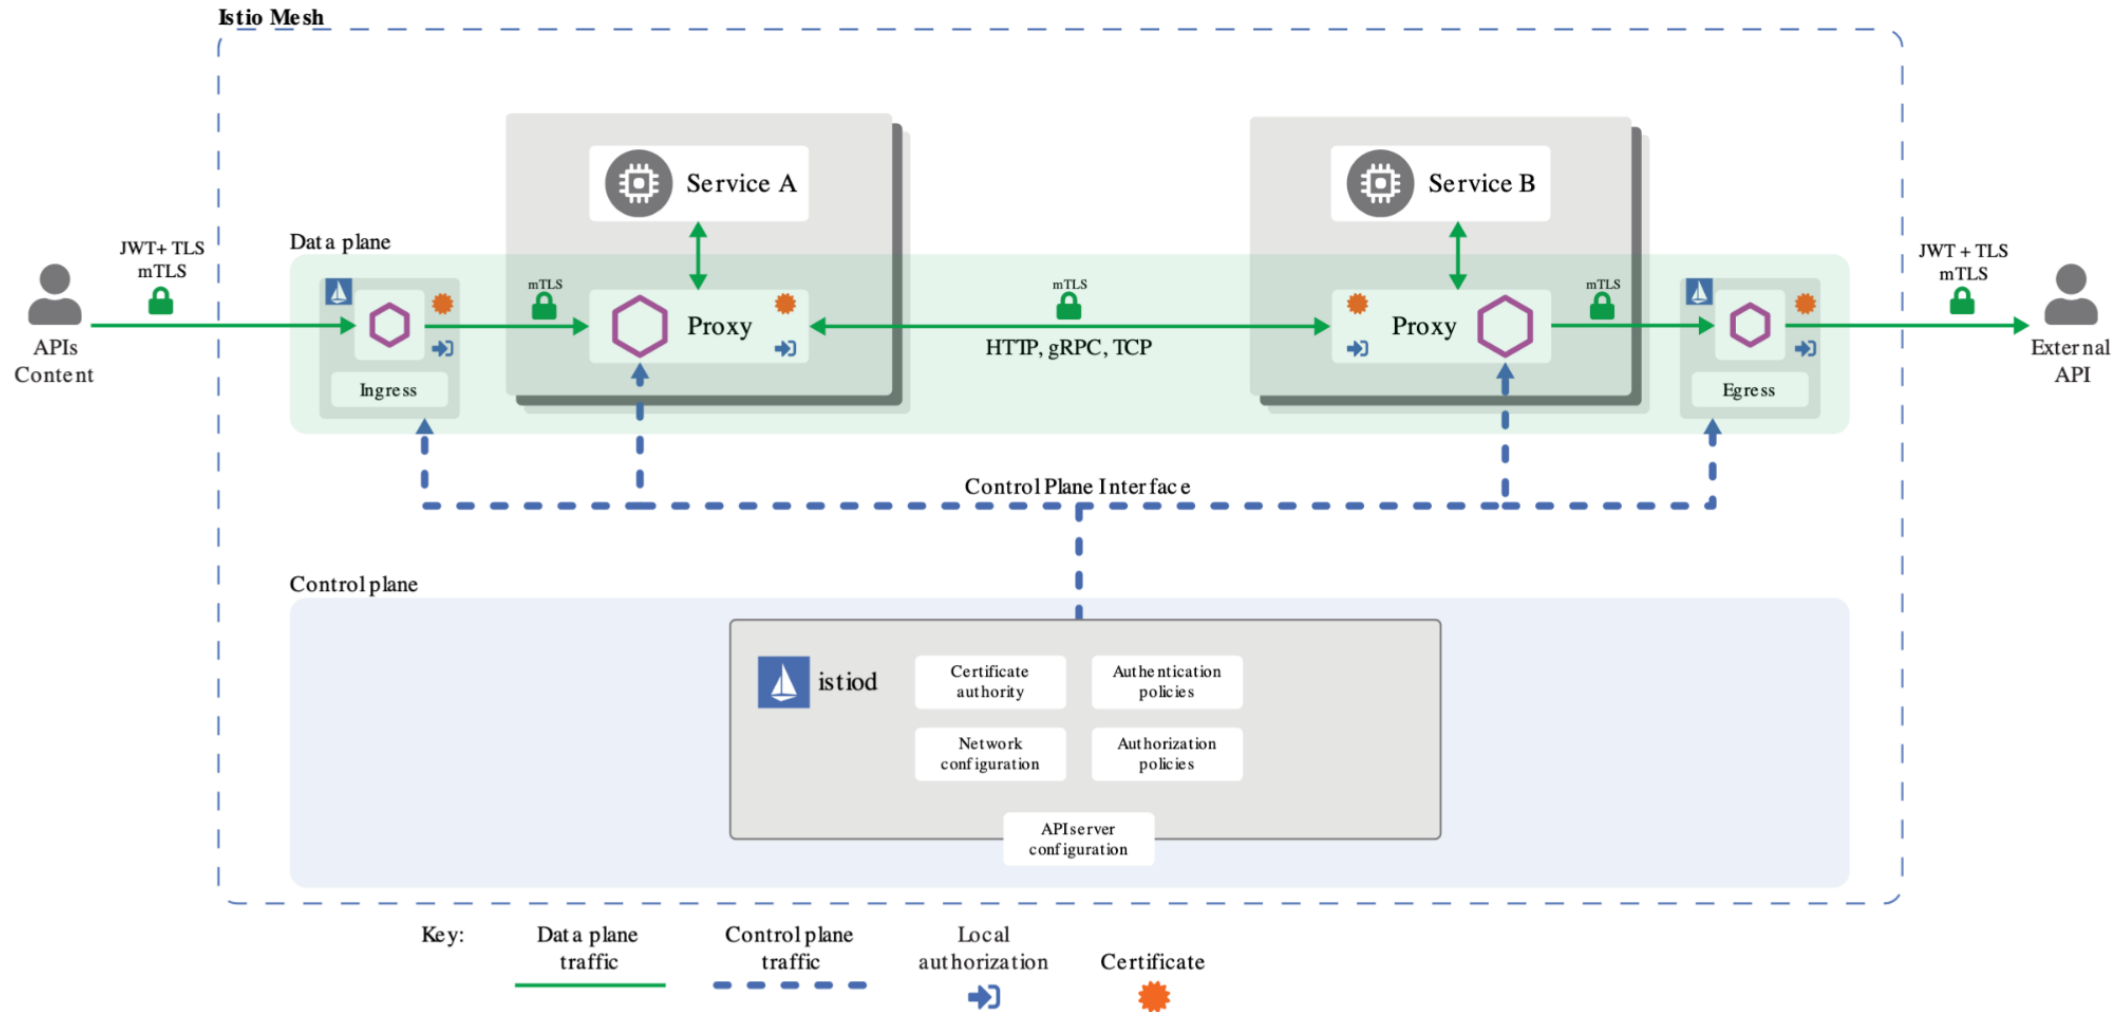 Istio Mesh
Service A
Service B
Data plane
JWT+ TLS
mTLS
JWT + TLS
mTLS
mTLS
mTLS
mTLS
Proxy
Proxy
HTTP, gRPC, TCP
APIs
Content
External
API
Ingress
Egress
Control Plane Interface
Control plane
istiod
Certificate
authority
Authentication
policies
Network
configuration
Authorization
policies
API server
configuration
Key:
Data plane
traffic
Control plane
traffic
Local
authorization
Certificate